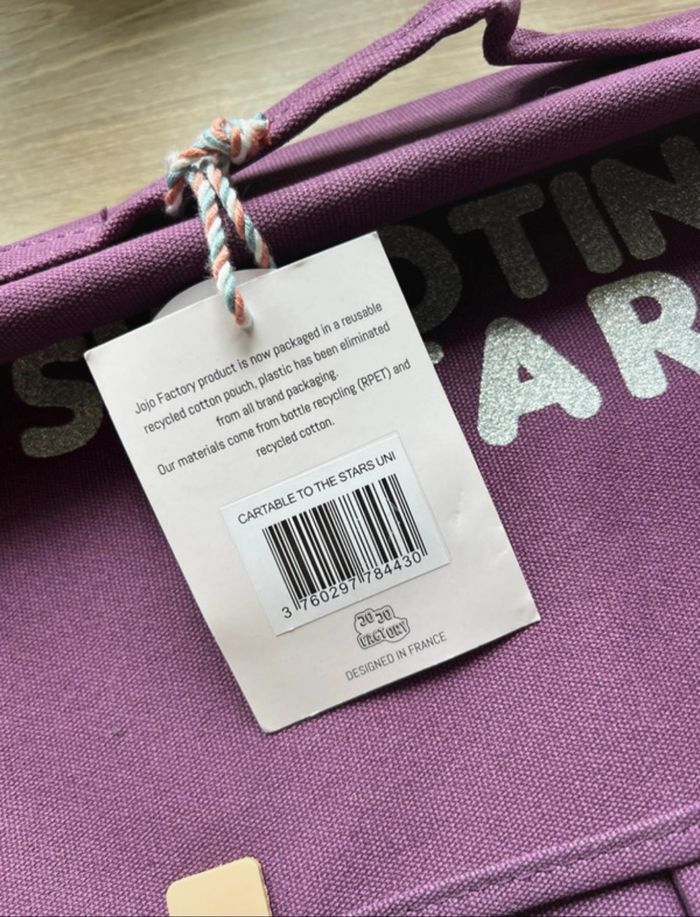 OTIN
AR
Jojo Factory product is now packaged in a reusable
recycled cotton pouch, plastic has been eliminated
from all brand packaging.
Our materials come from bottle recycling (RPET) and
recycled cotton.
CARTABLE TO THE STARS UNI
3 760297 784430
JOJO
FACTORY
DESIGNED IN FRANCE